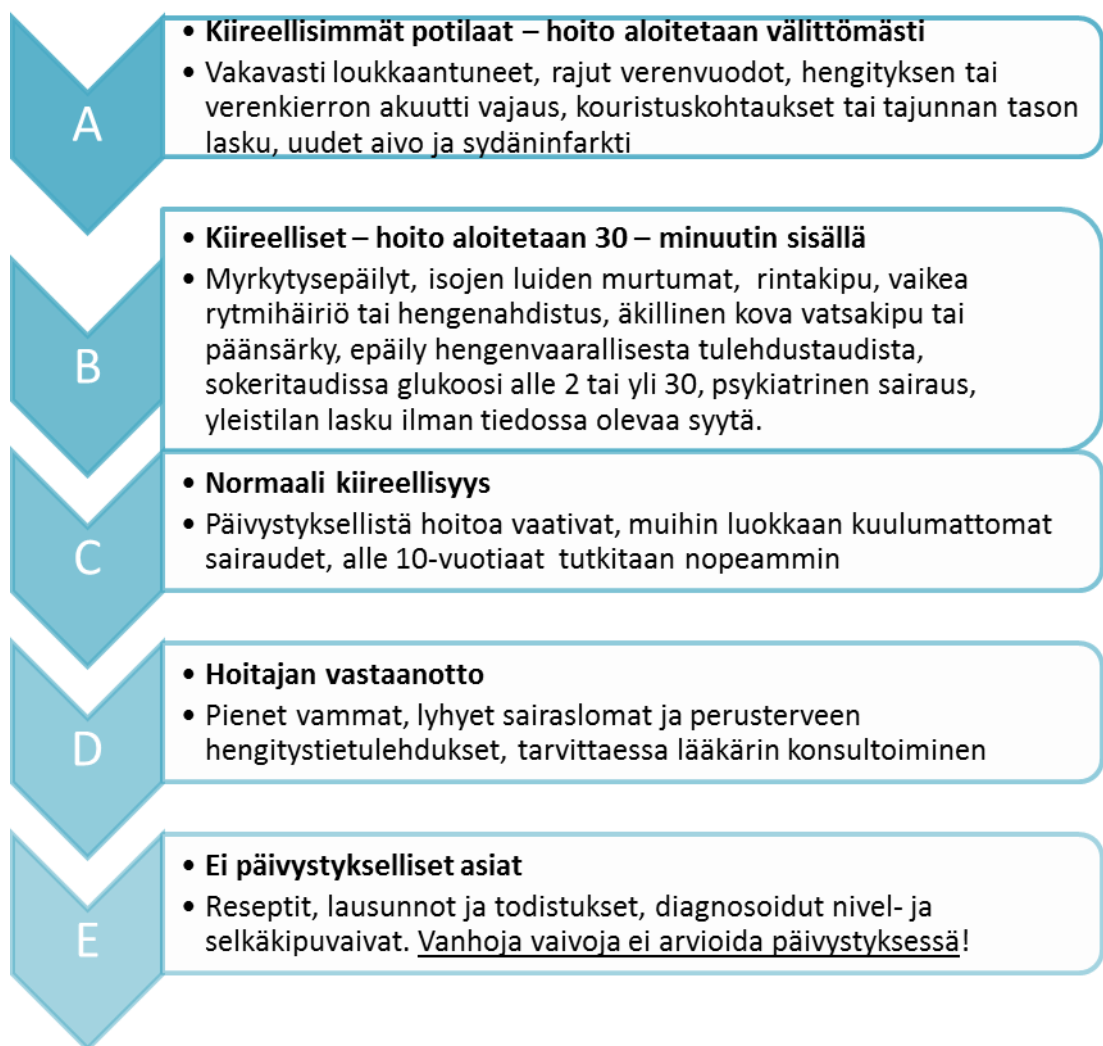 • Kiireellisimmät potilaat – hoito aloitetaan välittömästi
• Vakavasti loukkaantuneet, rajut verenvuodot, hengityksen tai
verenkierron akuutti vajaus, kouristuskohtaukset tai tajunnan tason
lasku, uudet aivo ja sydäninfarkti
A
• Kiireelliset – hoito aloitetaan 30 – minuutin sisällä
• Myrkytysepäilyt, isojen luiden murtumat, rintakipu, vaikea
rytmihäiriö tai hengenahdistus, äkillinen kova vatsakipu tai
päänsärky, epäily hengenvaarallisesta tulehdustaudista,
sokeritaudissa glukoosi alle 2 tai yli 30, psykiatrinen sairaus,
yleistilan lasku ilman tiedossa olevaa syytä.
B
• Normaali kiireellisyys
• Päivystyksellistä hoitoa vaativat, muihin luokkaan kuulumattomat
sairaudet, alle 10-vuotiaat tutkitaan nopeammin
C
• Hoitajan vastaanotto
• Pienet vammat, lyhyet sairaslomat ja perusterveen
hengitystietulehdukset, tarvittaessa lääkärin konsultoiminen
D
• Ei päivystykselliset asiat
• Reseptit, lausunnot ja todistukset, diagnosoidut nivel- ja
selkäkipuvaivat. Vanhoja vaivoja ei arvioida päivystyksessä!
E